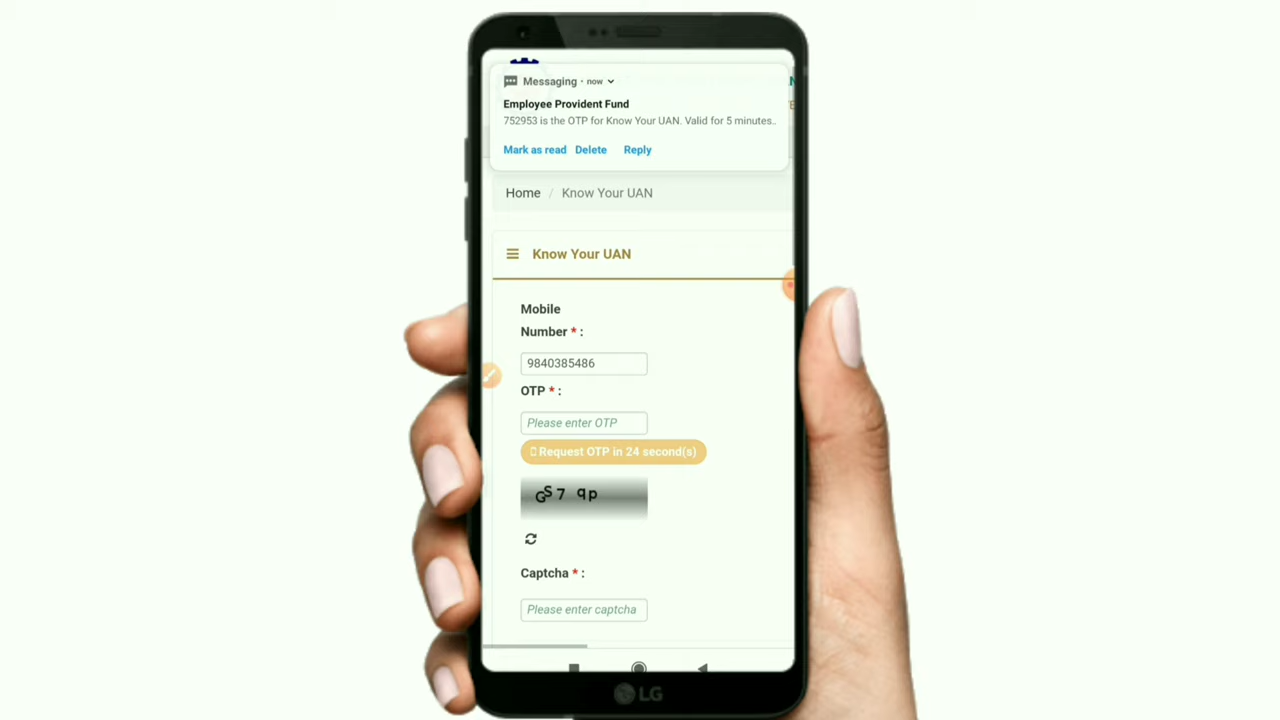 Messaging · now
Employee Provident Fund
752953 is the OTP for Know Your UAN. Valid for 5 minutes..
Mark as read Delete Reply
Home / Know Your UAN
Know Your UAN
Mobile
Number * :
9840385486
OTP * :
Please enter OTP
Request OTP in 24 second(s)
GS7 qp
Captcha * :
Please enter captcha
LG